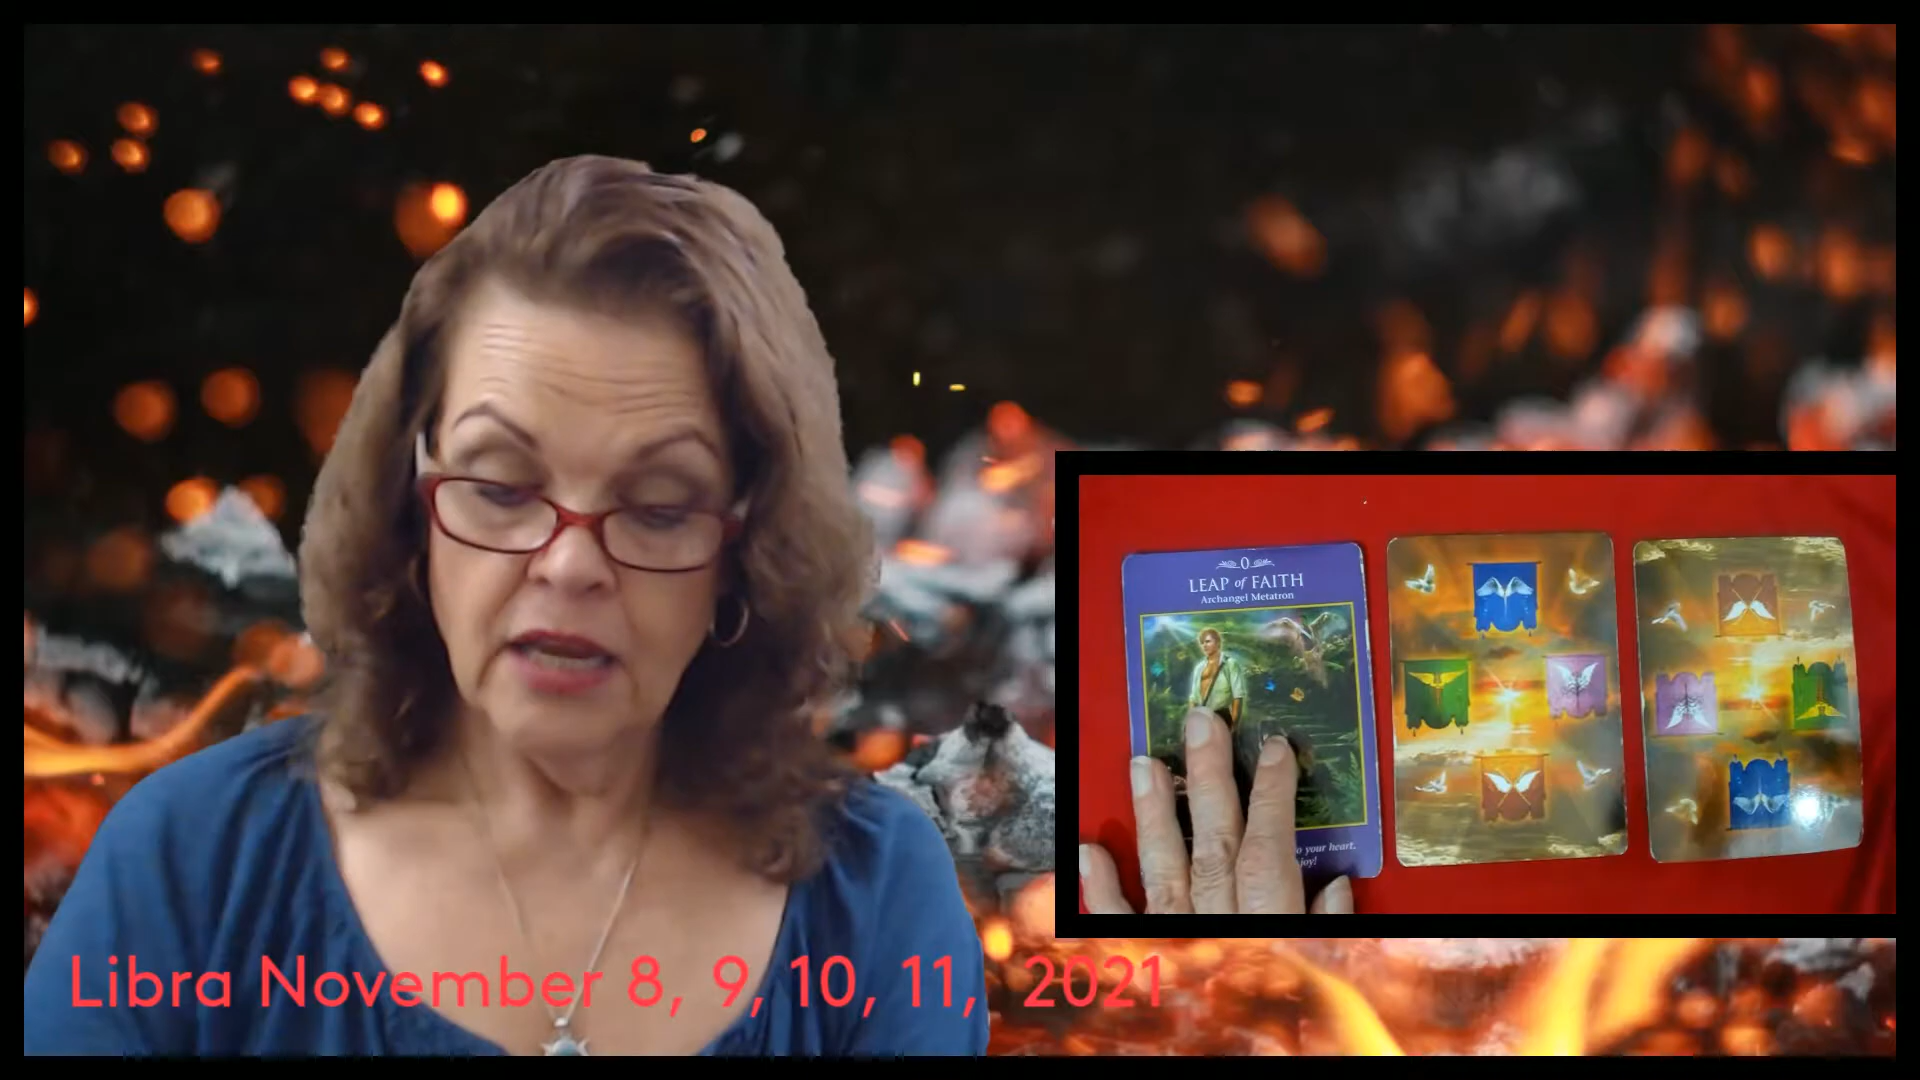 0
LEAP of FAITH
Archangel Metatron
o your heart.
joy!
Libra November 8, 9, 10, 11, 2021